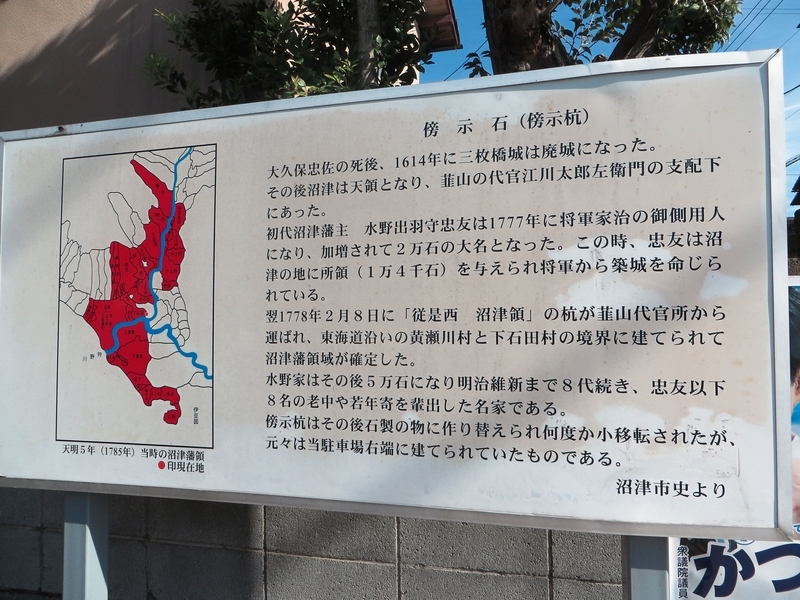 傍示石(傍示杭)
大久保忠佐の死後、1614年に三枚橋城は廃城になった。
その後沼津は天領となり、韮山の代官江川太郎左衛門の支配下
にあった。
初代沼津藩主 水野出羽守忠友は1777年に将軍家治の御側用人
になり、加増されて2万石の大名となった。この時、忠友は沼
津の地に所領(1万4千石)を与えられ将軍から築城を命じら
れている。
翌1778年2月8日に「従是西 沼津領」の杭が韮山代官所から
運ばれ、東海道沿いの黄瀬川村と下石田村の境界に建てられて
沼津藩領域が確定した。
水野家はその後5万石になり明治維新まで8代続き、忠友以下
8名の老中や若年寄を輩出した名家である。
傍示杭はその後石製の物に作り替えられ何度か小移転されたが、
元々は当駐車場右端に建てられていたものである。
沼津市史より
狩野川
伊豆国
天明5年(1785年)当時の沼津藩領
●印現在地
衆議院議員
かつ